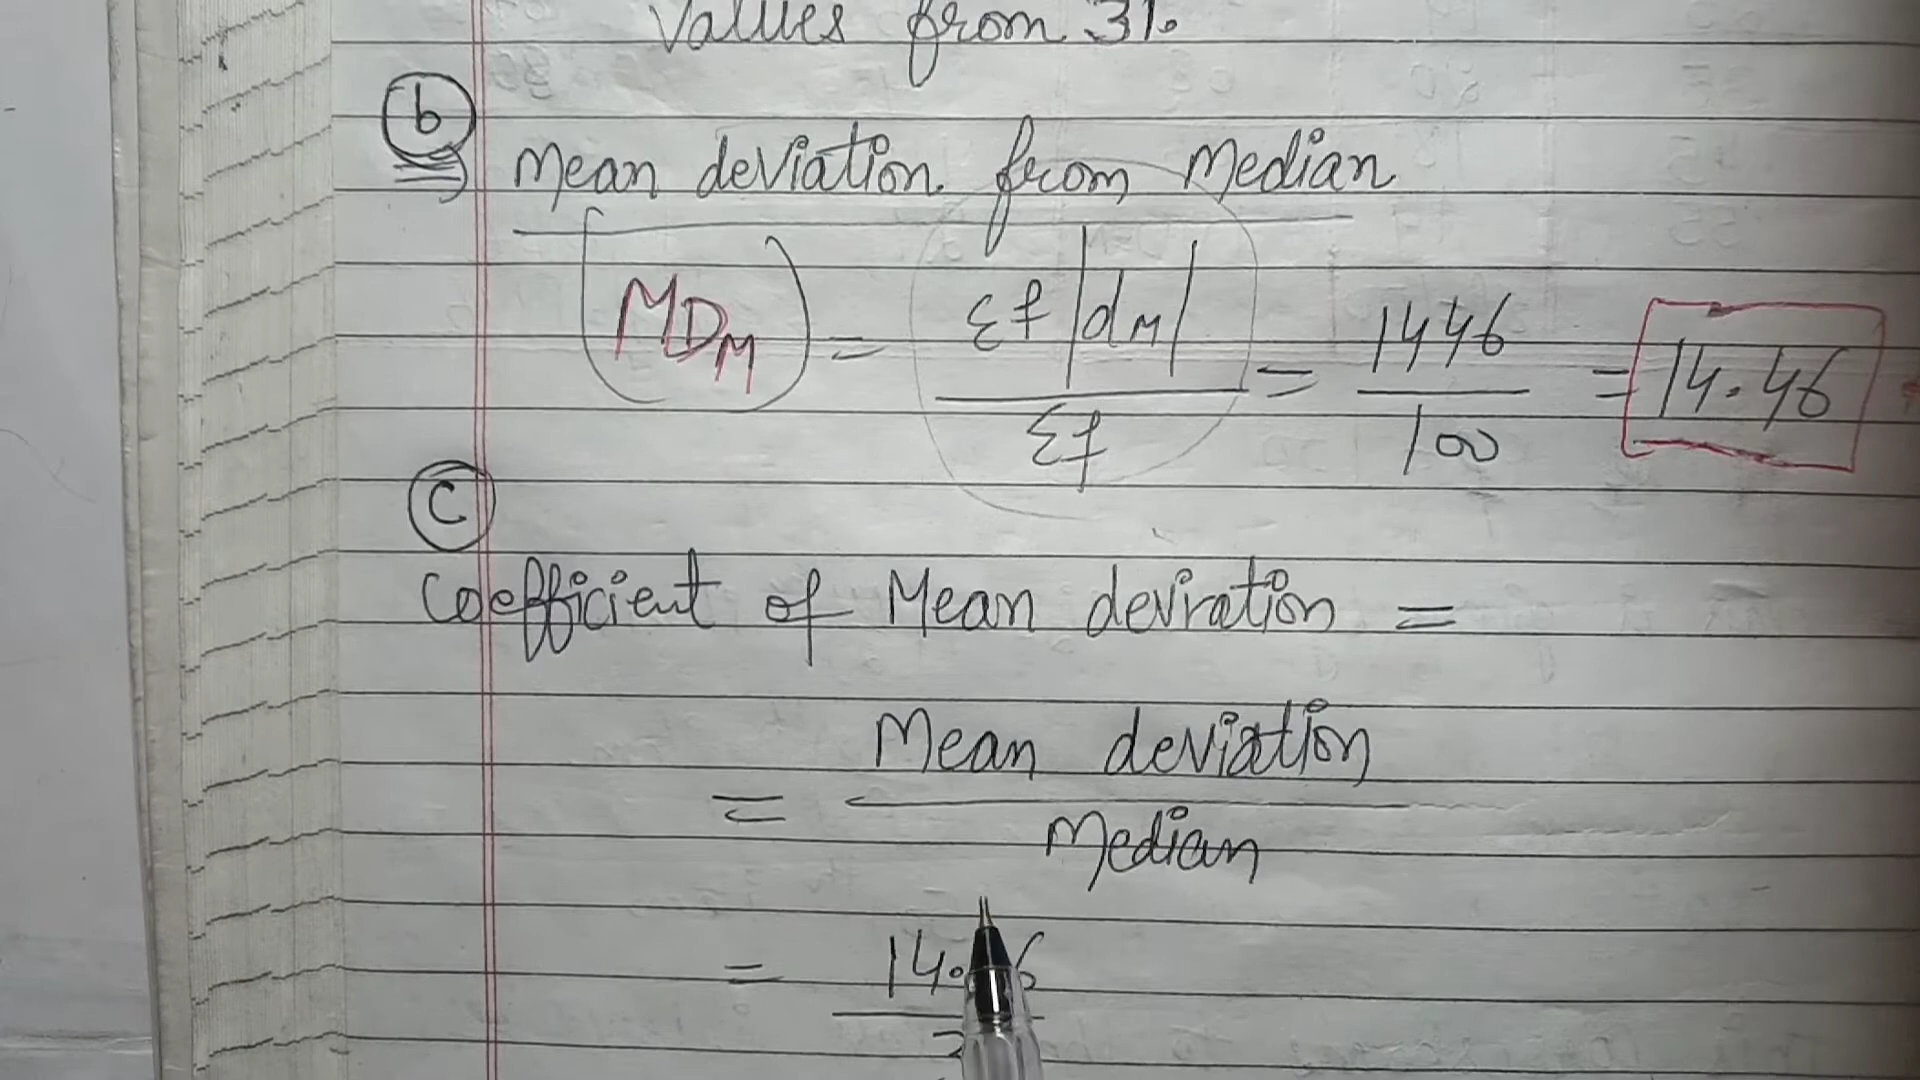 Values from 31.
b
Mean deviation from Median
(MDM) = Σf|dM| / Σf = 1446 / 100 = 14.46
c
Coefficient of Mean deviation =
= Mean deviation / Median
= 14.